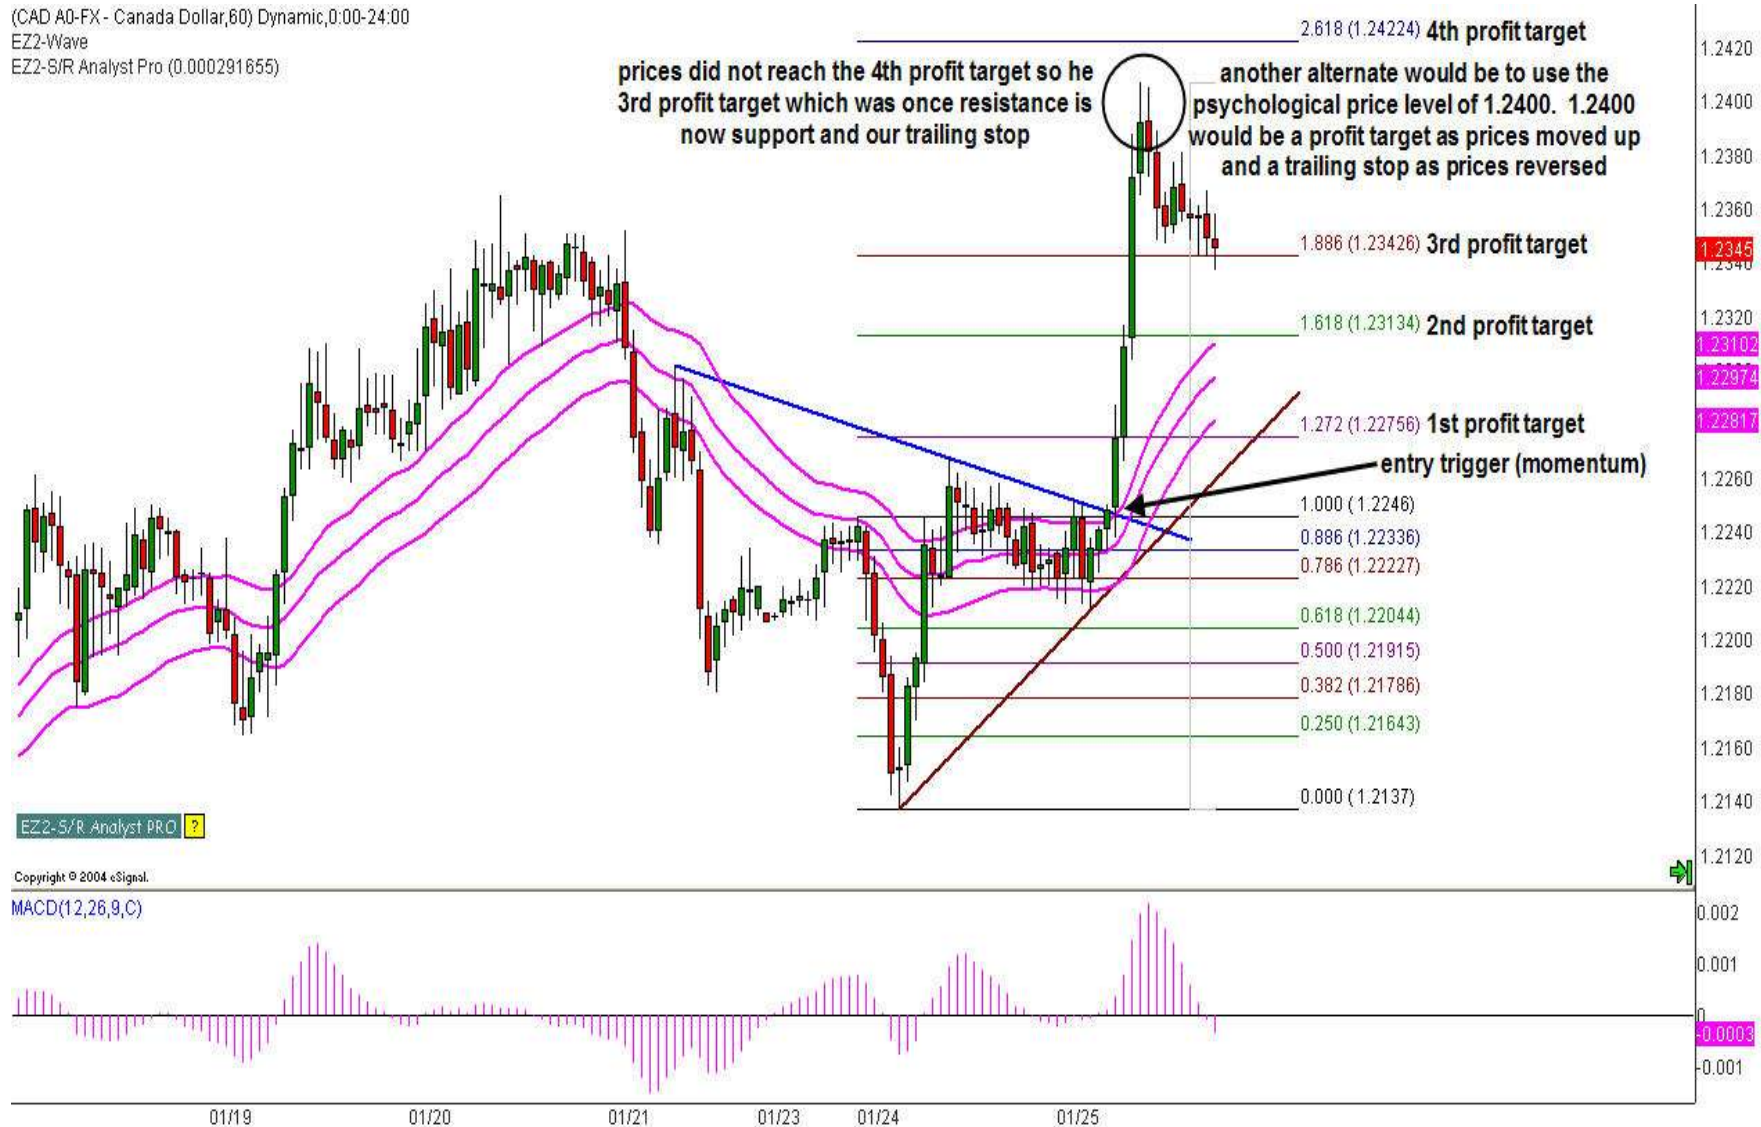 (CAD A0-FX - Canada Dollar,60) Dynamic,0:00-24:00
EZ2-Wave
EZ2-S/R Analyst Pro (0.000291655)
prices did not reach the 4th profit target so he
3rd profit target which was once resistance is
now support and our trailing stop
2.618 (1.24224) 4th profit target
another alternate would be to use the
psychological price level of 1.2400. 1.2400
would be a profit target as prices moved up
and a trailing stop as prices reversed
1.886 (1.23426) 3rd profit target
1.618 (1.23134) 2nd profit target
1.272 (1.22756) 1st profit target
entry trigger (momentum)
1.000 (1.2246)
0.886 (1.22336)
0.786 (1.22227)
0.618 (1.22044)
0.500 (1.21915)
0.382 (1.21786)
0.250 (1.21643)
0.000 (1.2137)
1.2420
1.2400
1.2380
1.2360
1.2345
1.2340
1.2320
1.23102
1.22974
1.22817
1.2260
1.2240
1.2220
1.2200
1.2180
1.2160
1.2140
1.2120
EZ2-S/R Analyst PRO ?
Copyright © 2004 eSignal.
MACD(12,26,9,C)
0.002
0.001
0
-0.0003
-0.001
01/19 01/20 01/21 01/23 01/24 01/25